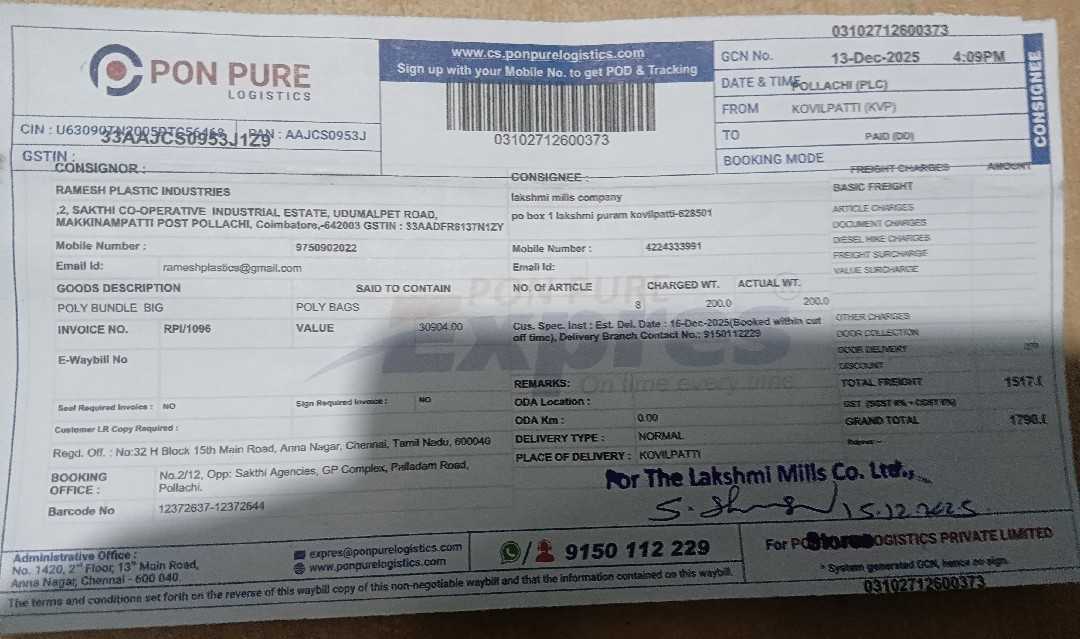 03102712600373
PON PURE
LOGISTICS
www.cs.ponpurelogistics.com
Sign up with your Mobile No. to get POD & Tracking
03102712600373
GCN No.
DATE & TIME 13-Dec-2025 4:09PM
FROM POLLACHI (PLC)
TO KOVILPATTI (KVP)
BOOKING MODE PAID (DD)
CONSIGNEE
CIN : PAN : AAJCS0953J
GSTIN : 33AAJCS0953J1Z9
CONSIGNOR :
RAMESH PLASTIC INDUSTRIES
,2, SAKTHI CO-OPERATIVE INDUSTRIAL ESTATE, UDUMALPET ROAD,
MAKKINAMPATTI POST POLLACHI, Coimbatore,-642003 GSTIN : 33AADFR6137N1ZY
Mobile Number : 9750902022
Email Id: rameshplastics@gmail.com
CONSIGNEE :
lakshmi mills company
po box 1 lakshmi puram kovilpatti-628501
Mobile Number : 4224333991
Email Id:
GOODS DESCRIPTION SAID TO CONTAIN
POLY BUNDLE BIG POLY BAGS
INVOICE NO. RPI/1096 VALUE 30904.00
E-Waybill No
Seal Required Invoice : NO Sign Required Invoice : NO
Customer LR Copy Required :
NO. OF ARTICLE CHARGED WT. ACTUAL WT.
8 200.0 200.0
Cus. Spec. Inst : Est. Del. Date : 16-Dec-2025(Booked within cut
off time), Delivery Branch Contact No.: 9150112229
REMARKS:
ODA Location :
ODA Km : 0.00
DELIVERY TYPE : NORMAL
PLACE OF DELIVERY : KOVILPATTI
PON PURE
Expres
On time every time
FREIGHT CHARGES AMOUNT
BASIC FREIGHT
ARTICLE CHARGES
DOCUMENT CHARGES
DIESEL HIKE CHARGES
FREIGHT SURCHARGE
VALUE SURCHARGE
OTHER CHARGES
DOOR COLLECTION
DOOR DELIVERY
DISCOUNT
TOTAL FREIGHT 1517.
GRAND TOTAL
Regd. Off. : No:32 H Block 15th Main Road, Anna Nagar, Chennai, Tamil Nadu, 600040
BOOKING OFFICE : No.2/12, Opp: Sakthi Agencies, GP Complex, Palladam Road,
Pollachi.
Barcode No 12372637-12372644
For The Lakshmi Mills Co. Ltd.,
15.12.2025
Stores
Administrative Office :
No. 1420, 2nd Floor, 13th Main Road,
Anna Nagar, Chennai - 600 040.
expres@ponpurelogistics.com
www.ponpurelogistics.com
9150 112 229
For LOGISTICS PRIVATE LIMITED
* System generated GCN, hence no sign.
The terms and conditions set forth on the reverse of this waybill copy of this non-negotiable waybill and that the information contained on this waybill.
03102712600373